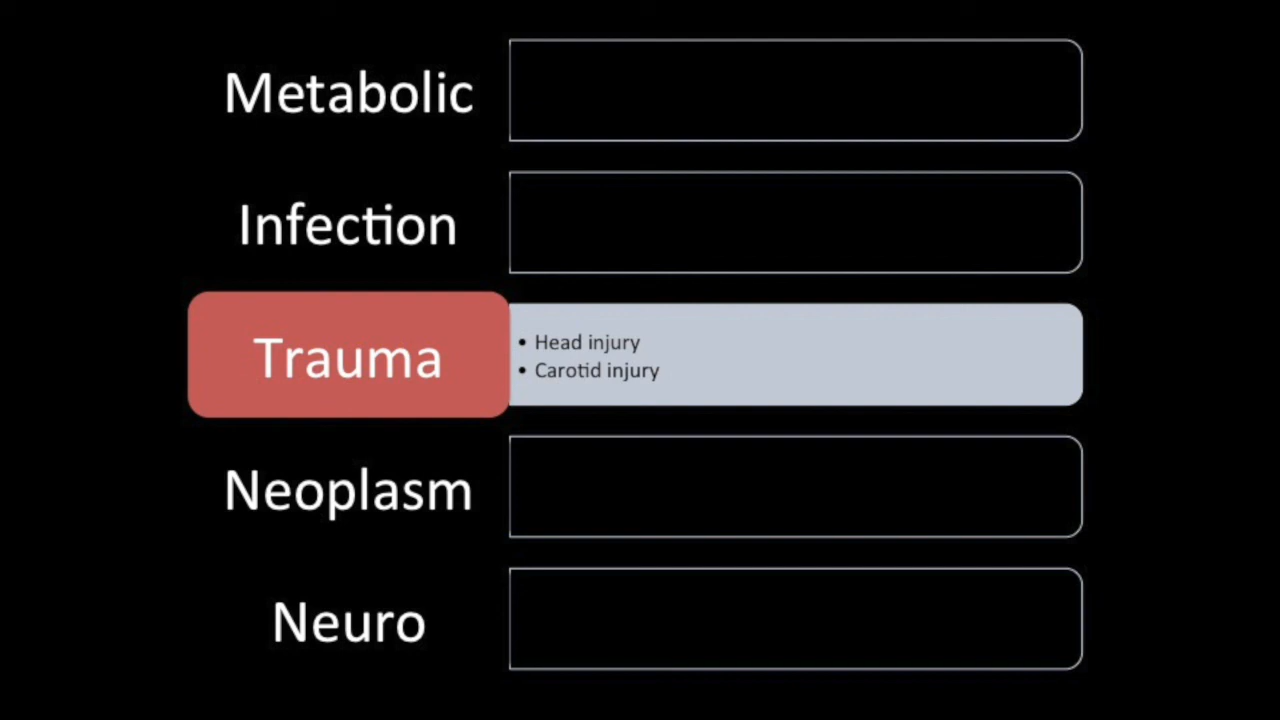 Metabolic
Infection
Trauma
• Head injury
• Carotid injury
Neoplasm
Neuro